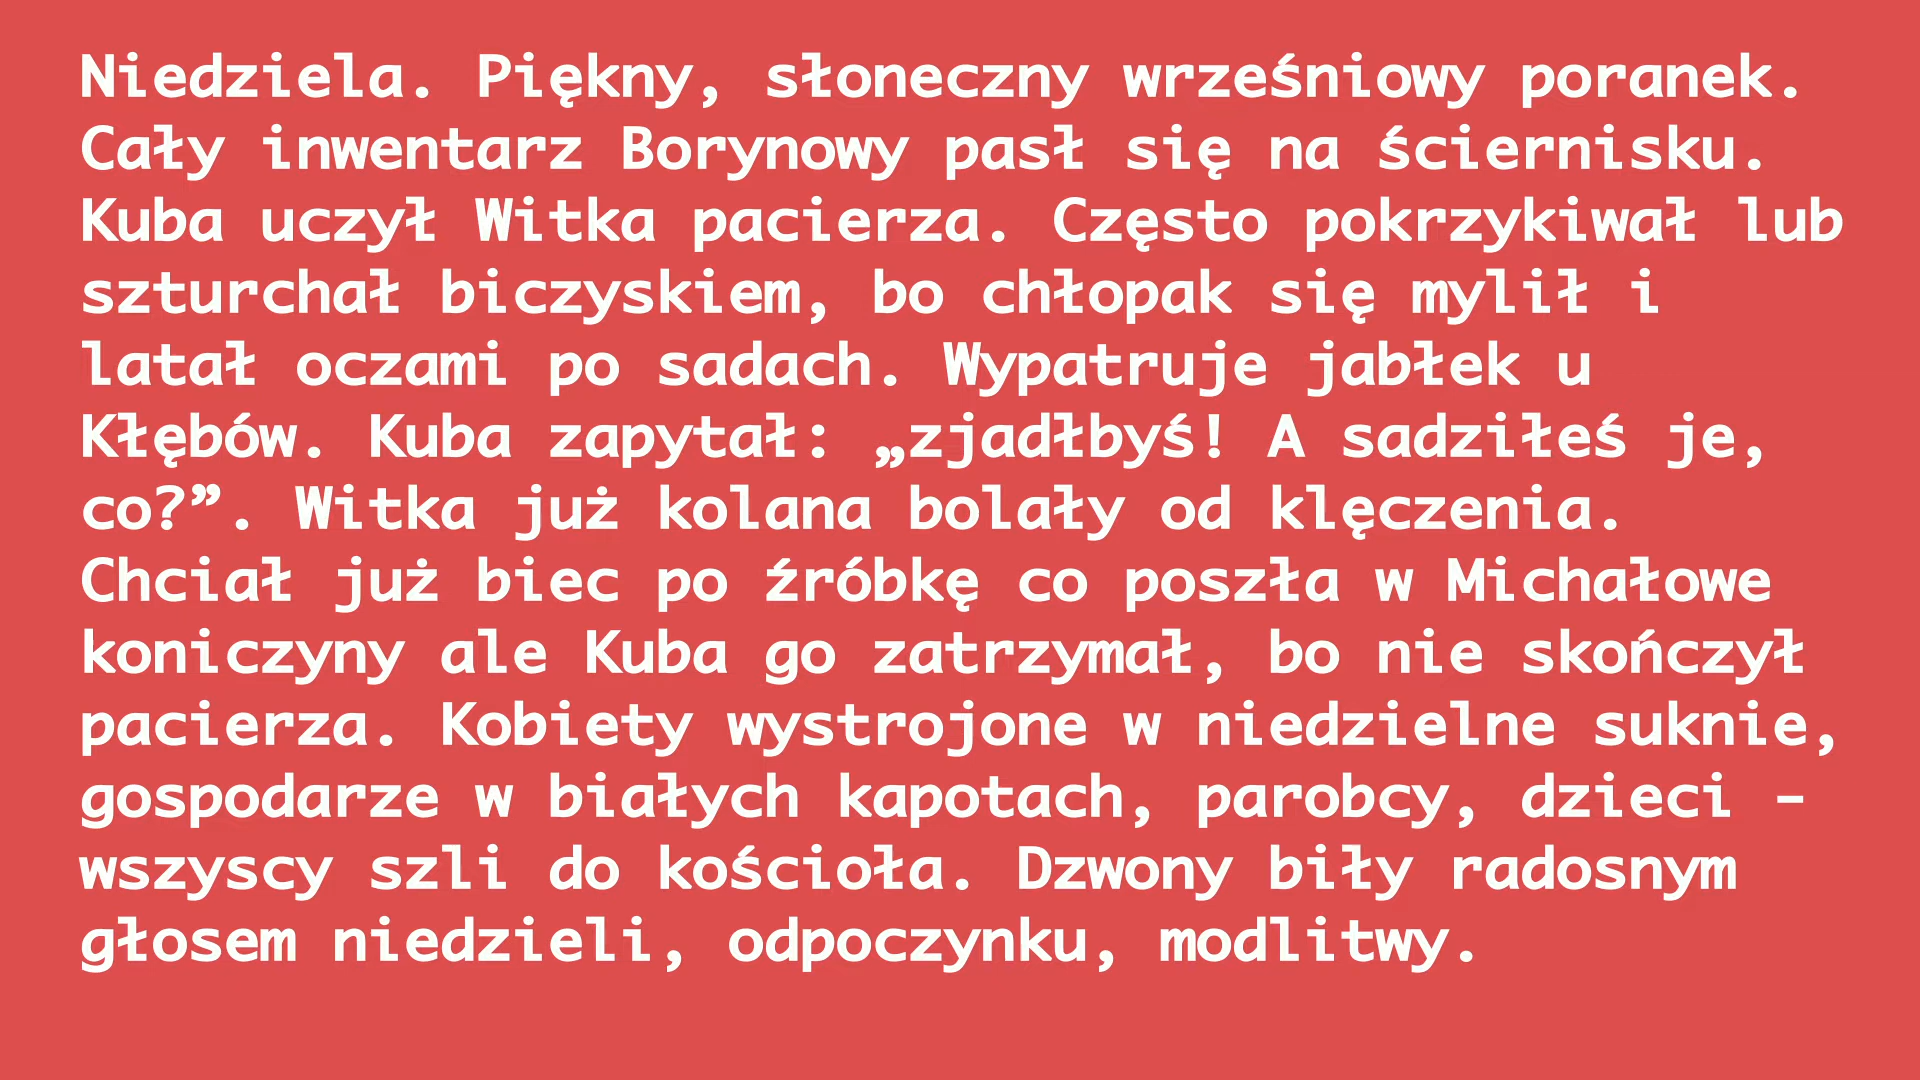 Niedziela. Piękny, słoneczny wrześniowy poranek.
Cały inwentarz Borynowy pasł się na ściernisku.
Kuba uczył Witka pacierza. Często pokrzykiwał lub
szturchał biczyskiem, bo chłopak się mylił i
latał oczami po sadach. Wypatruje jabłek u
Kłębów. Kuba zapytał: „zjadłbyś! A sadziłeś je,
co?”. Witka już kolana bolały od klęczenia.
Chciał już biec po źróbkę co poszła w Michałowe
koniczyny ale Kuba go zatrzymał, bo nie skończył
pacierza. Kobiety wystrojone w niedzielne suknie,
gospodarze w białych kapotach, parobcy, dzieci –
wszyscy szli do kościoła. Dzwony biły radosnym
głosem niedzieli, odpoczynku, modlitwy.